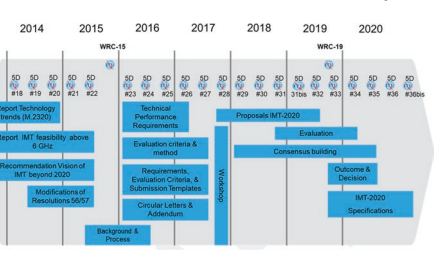 2014 2015 2016 2017 2018 2019 2020
WRC-15 WRC-19
5D 5D 5D 5D 5D 5D 5D 5D 5D 5D 5D 5D 5D 5D 5D 5D 5D 5D 5D 5D
#18 #19 #20 #21 #22 #23 #24 #25 #26 #27 #28 #29 #30 #31 31bis #32 #33 #34 #35 #36 #36bis
Report Technology
trends (M.2320)
Technical
Performance
Requirements
Proposals IMT-2020
Report IMT feasibility above
6 GHz
Evaluation criteria &
method
Evaluation
Consensus building
Recommendation Vision of
IMT beyond 2020
Requirements,
Evaluation Criteria, &
Submission Templates
Workshop
Outcome &
Decision
Modifications of
Resolutions 56/57
Circular Letters &
Addendum
IMT-2020
Specifications
Background &
Process